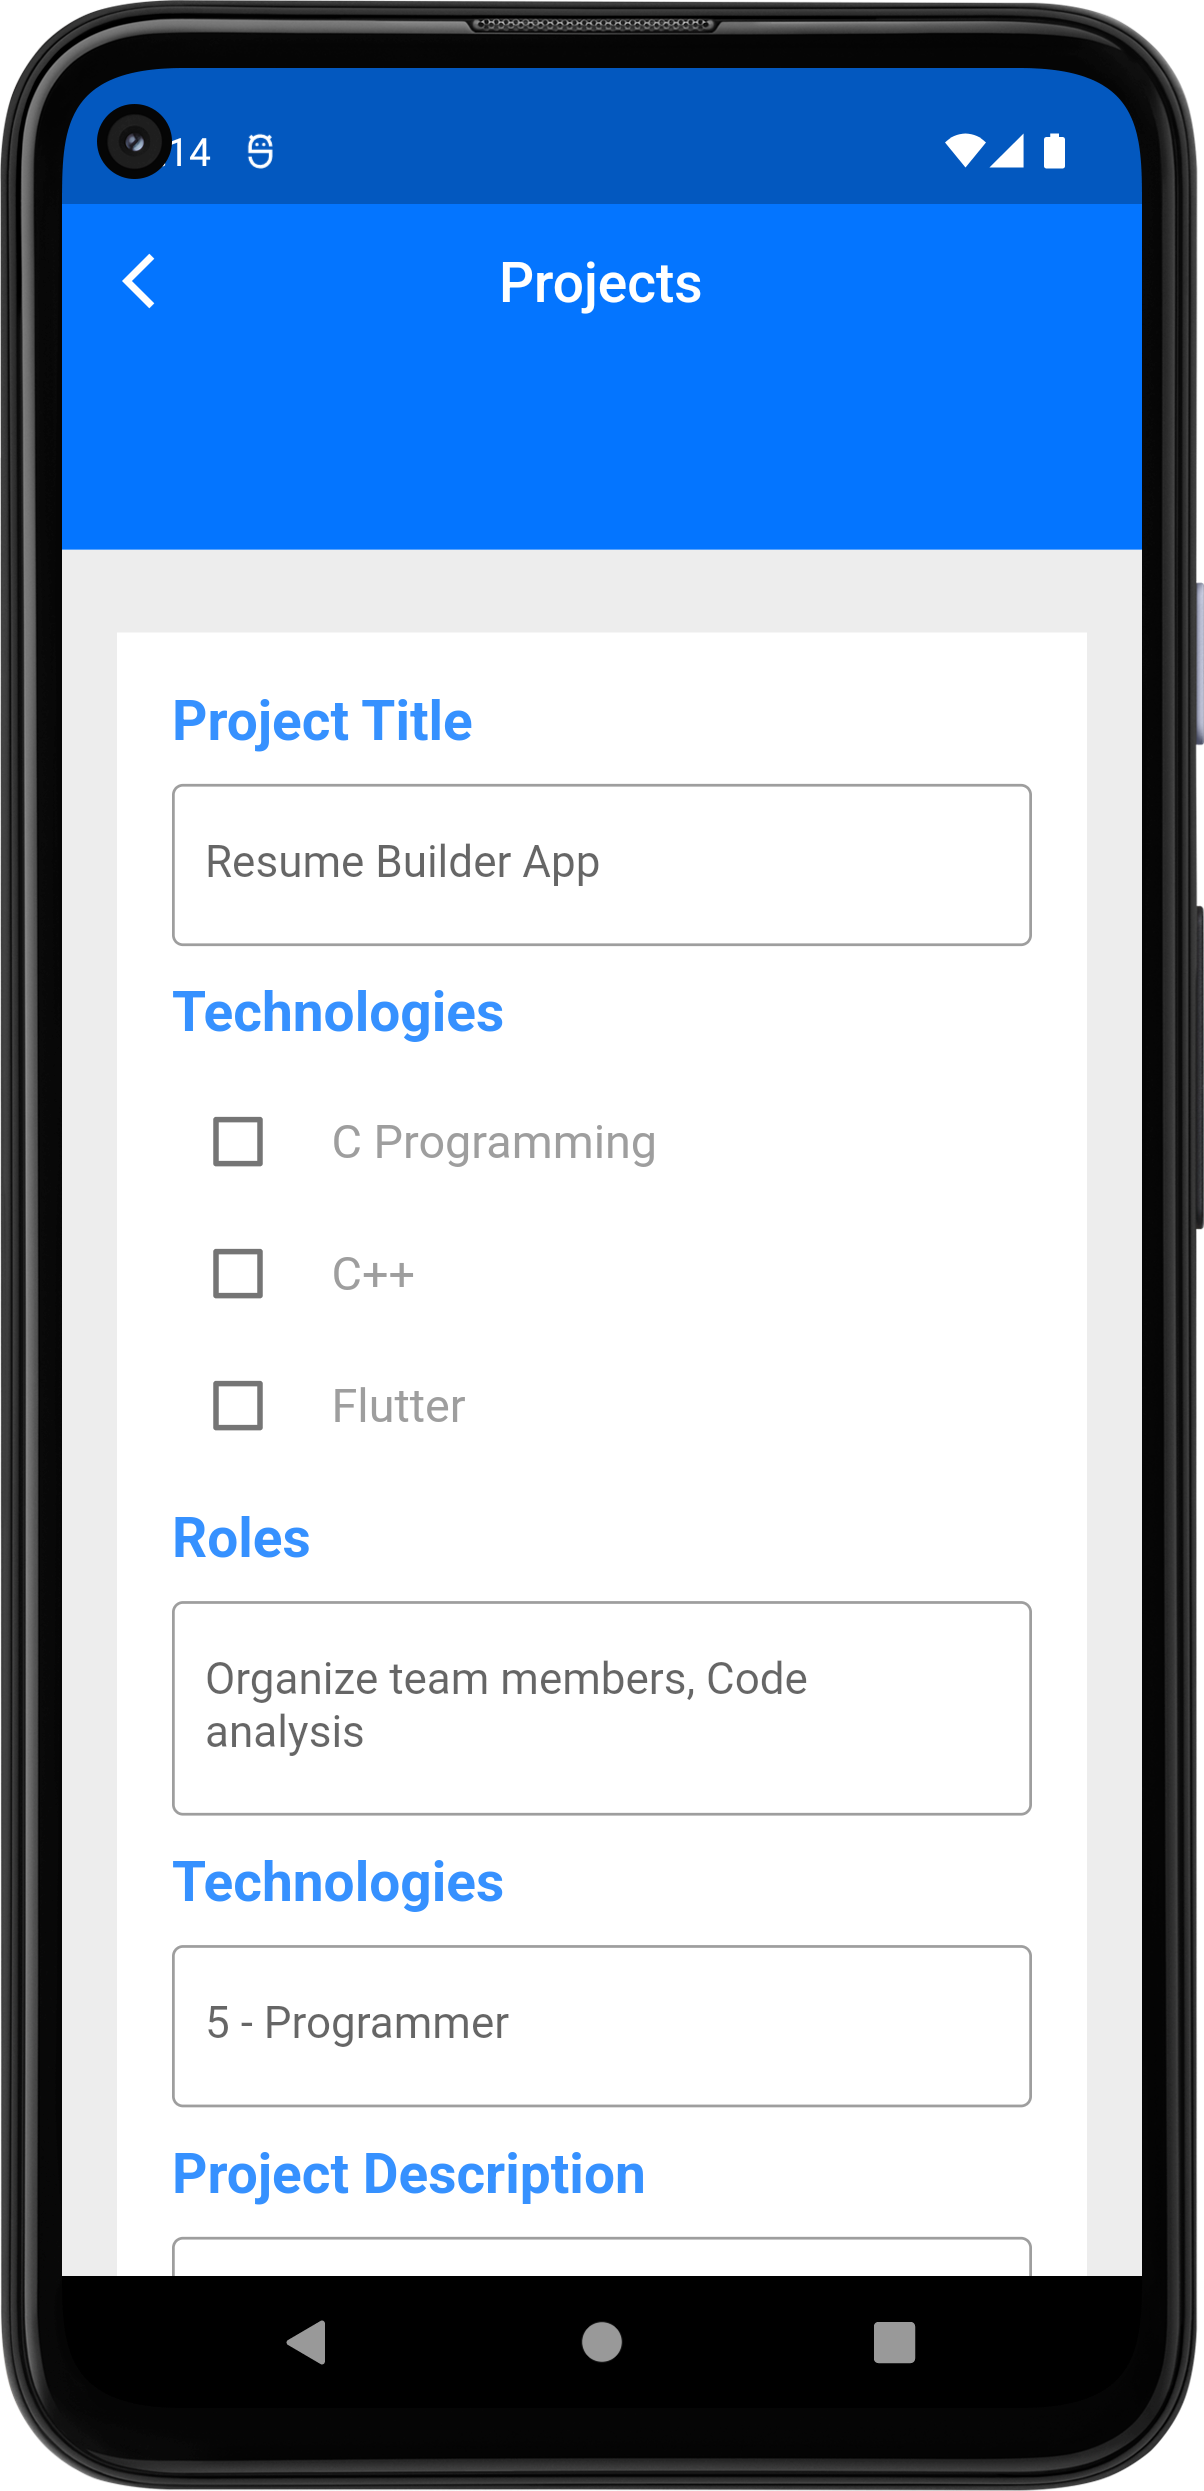 14
Projects
Project Title
Resume Builder App
Technologies
C Programming
C++
Flutter
Roles
Organize team members, Code
analysis
Technologies
5 - Programmer
Project Description